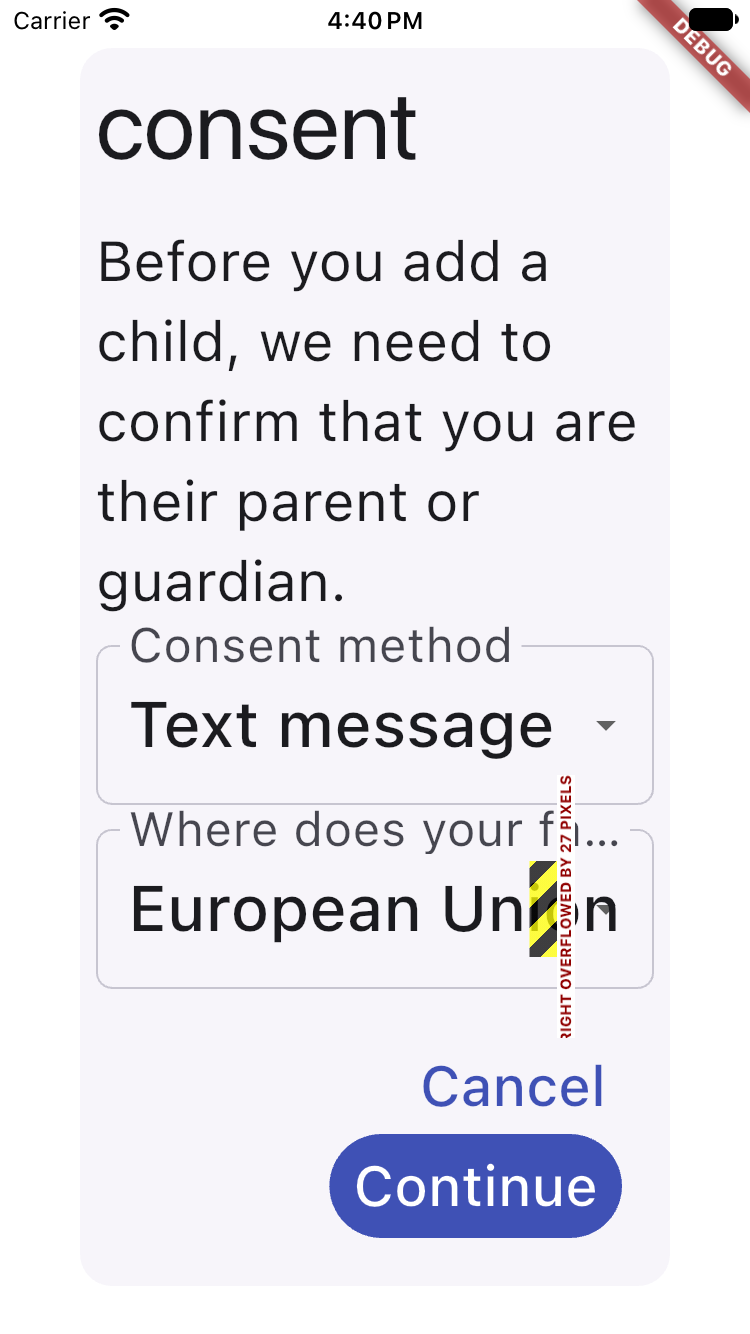 Carrier
4:40 PM
DEBUG
consent
Before you add a
child, we need to
confirm that you are
their parent or
guardian.
Consent method
Text message
Where does your fa...
European Union
RIGHT OVERFLOWED BY 27 PIXELS
Cancel
Continue